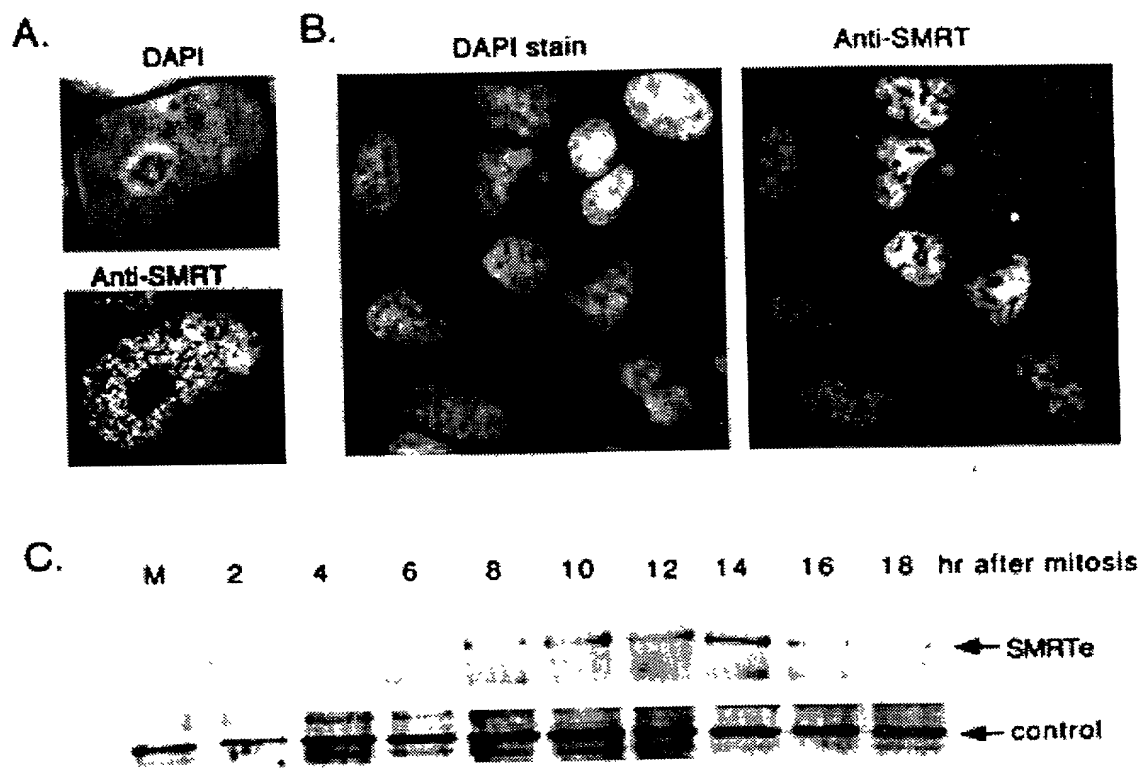 A.
DAPI
Anti-SMRT
B.
DAPI stain
Anti-SMRT
C.
M 2 4 6 8 10 12 14 16 18 hr after mitosis
SMRTe
control